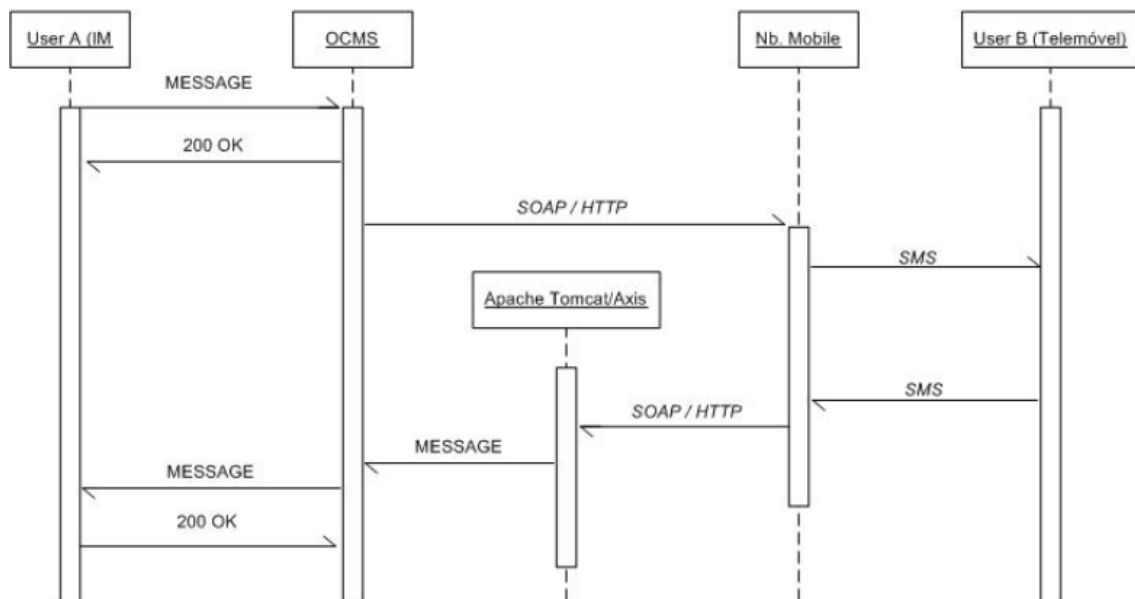 User A (IM
OCMS
Nb. Mobile
User B (Telemóvel)
MESSAGE
200 OK
SOAP / HTTP
SMS
Apache Tomcat/Axis
SMS
SOAP / HTTP
MESSAGE
MESSAGE
200 OK